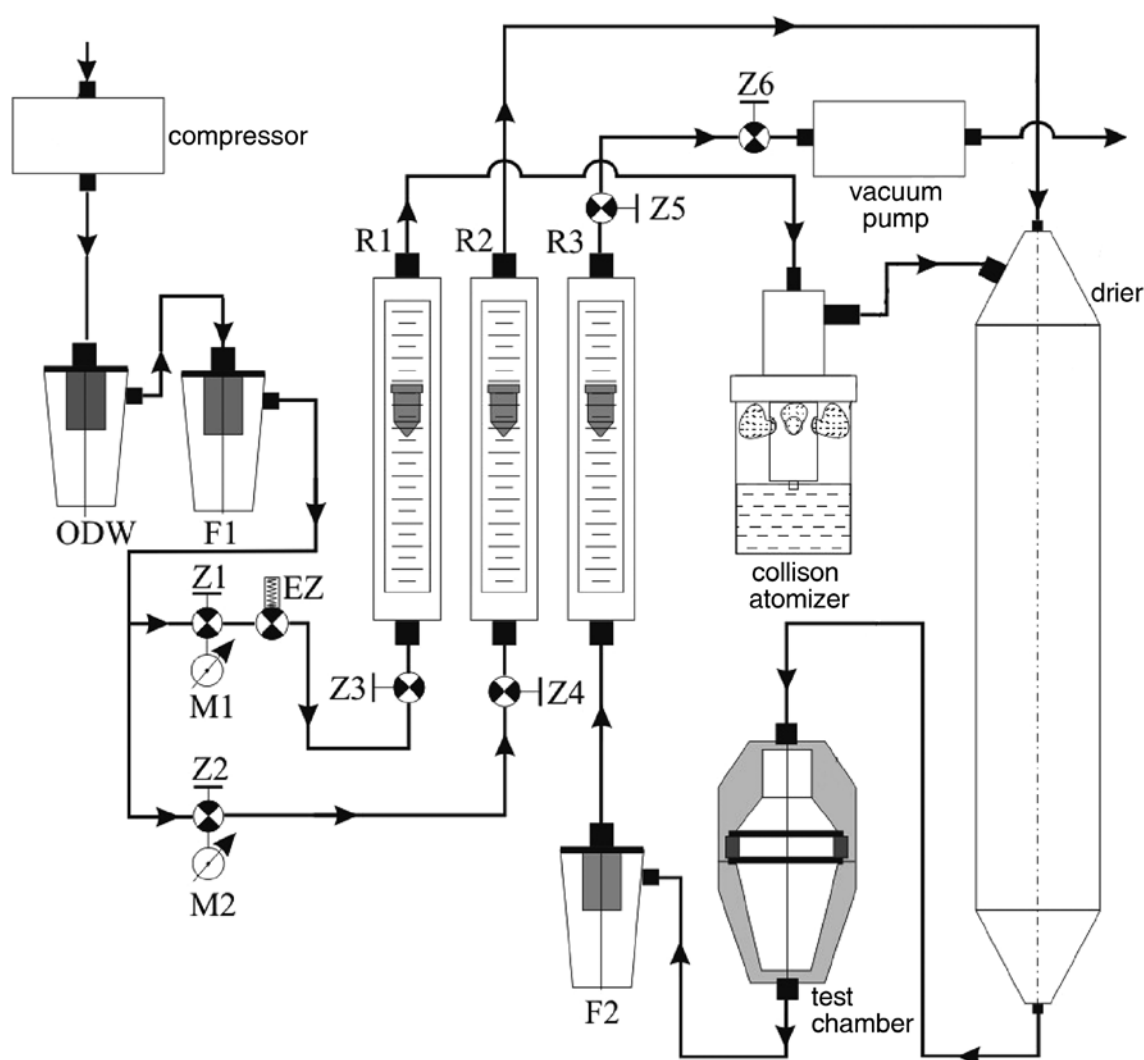 compressor
Z6
vacuum
pump
Z5
R1
R2
R3
drier
ODW
F1
collison
atomizer
Z1
EZ
M1
Z3
Z4
Z2
M2
F2
test
chamber